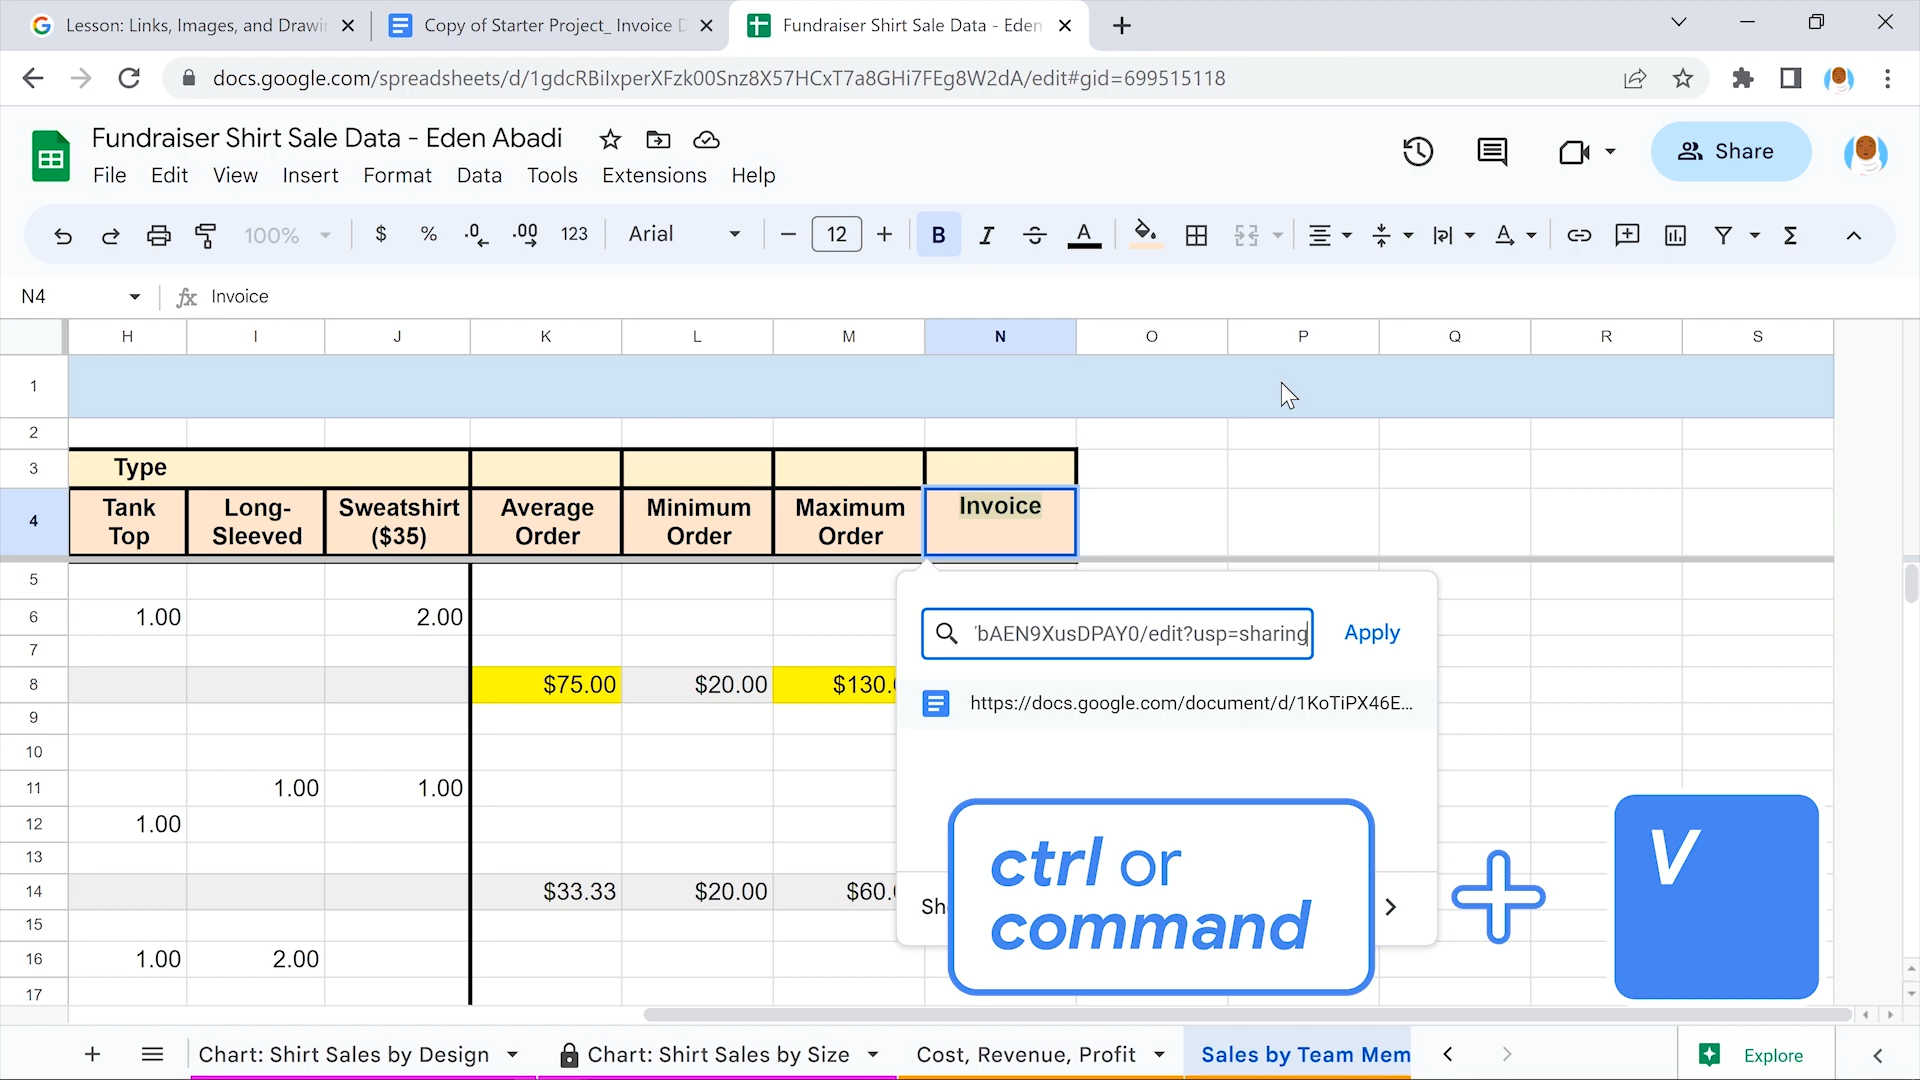 Lesson: Links, Images, and Drawi
Copy of Starter Project_ Invoice D
Fundraiser Shirt Sale Data - Eden
docs.google.com/spreadsheets/d/1gdcRBiIxperXFzk00Snz8X57HCxT7a8GHi7FEg8W2dA/edit#gid=699515118
Fundraiser Shirt Sale Data - Eden Abadi
File Edit View Insert Format Data Tools Extensions Help
Share
100% $ % .0 .00 123 Arial 12 B I S A
N4 fx Invoice
H I J K L M N O P Q R S
1
2
3 Type
4 Tank Top Long-Sleeved Sweatshirt ($35) Average Order Minimum Order Maximum Order Invoice
5
6 1.00 2.00
7
8 $75.00 $20.00 $130.
9
10
11 1.00 1.00
12 1.00
13
14 $33.33 $20.00 $60.
15
16 1.00 2.00
17
bAEN9XusDPAY0/edit?usp=sharing Apply
https://docs.google.com/document/d/1KoTiPX46E...
She
ctrl or
command
V
Chart: Shirt Sales by Design Chart: Shirt Sales by Size Cost, Revenue, Profit Sales by Team Mem Explore